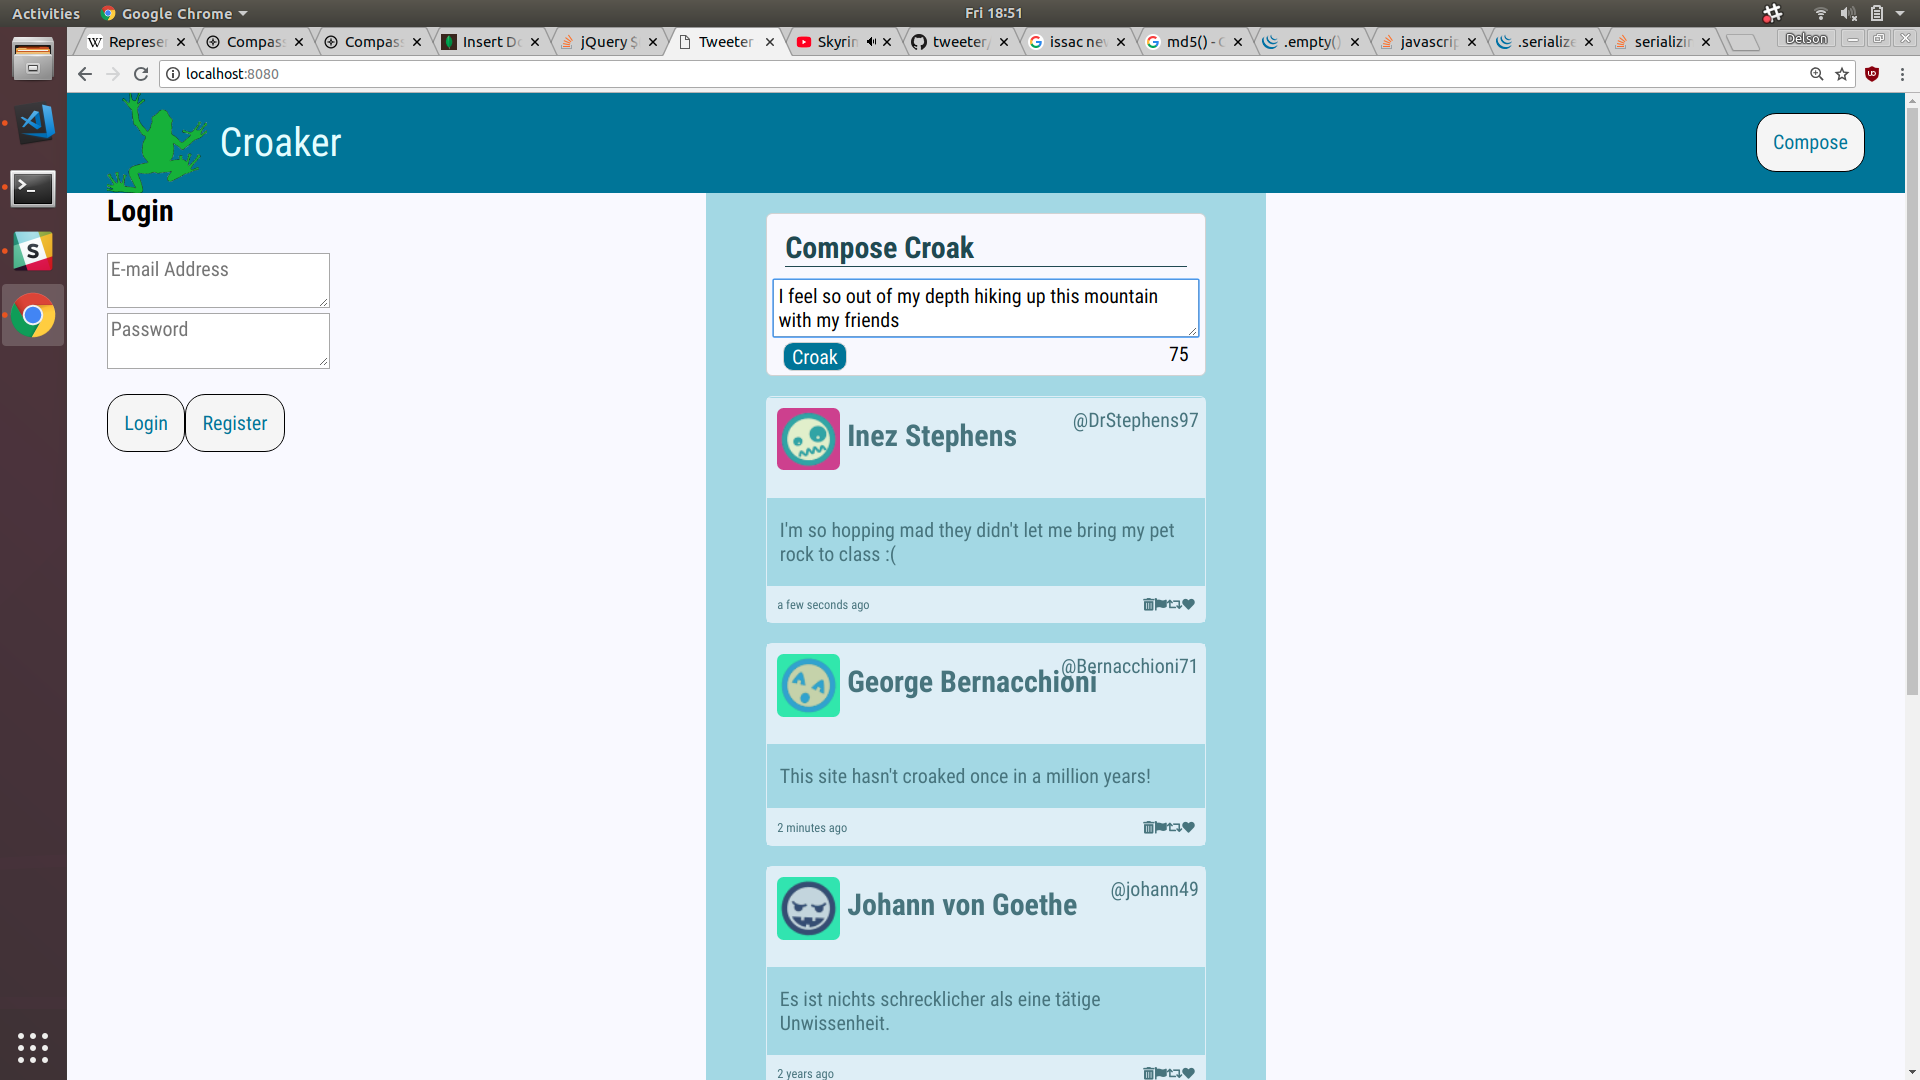 Activities
Google Chrome
Fri 18:51
Represe
Compas
Compas
Insert Do
jQuery $
Tweeter
Skyrin
tweeter/
issac ne
md5() - C
.empty()
javascrip
.serialize
serializi
Delson
localhost:8080
Croaker
Compose
Login
E-mail Address
Password
Login
Register
Compose Croak
I feel so out of my depth hiking up this mountain
with my friends
Croak
75
Inez Stephens
@DrStephens97
I'm so hopping mad they didn't let me bring my pet
rock to class :(
a few seconds ago
George Bernacchioni
@Bernacchioni71
This site hasn't croaked once in a million years!
2 minutes ago
Johann von Goethe
@johann49
Es ist nichts schrecklicher als eine tätige
Unwissenheit.
2 years ago